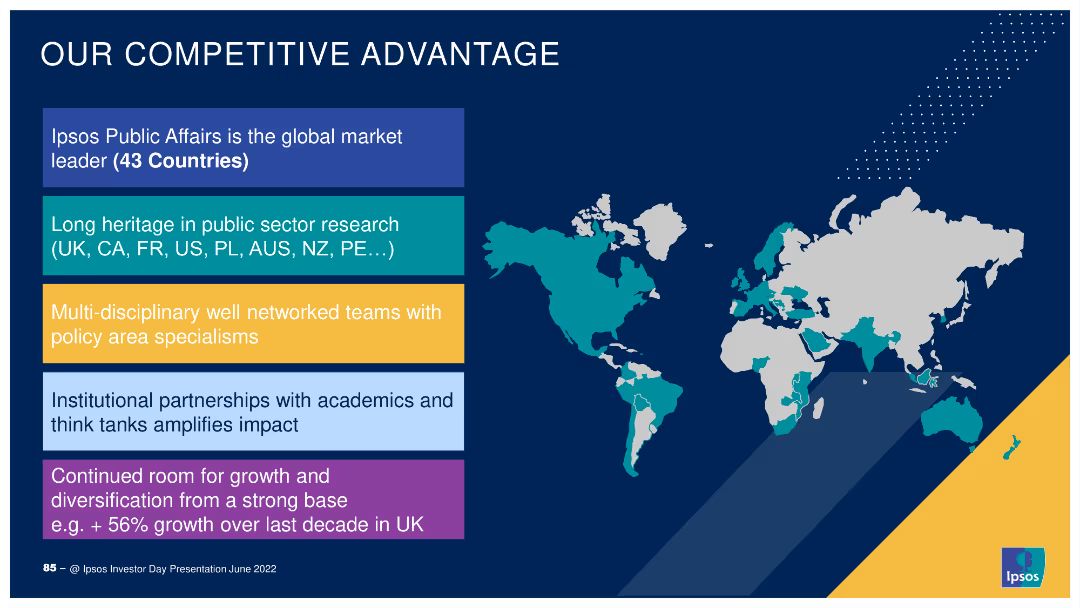 OUR COMPETITIVE ADVANTAGE
Ipsos Public Affairs is the global market
leader (43 Countries)
Long heritage in public sector research
(UK, CA, FR, US, PL, AUS, NZ, PE…)
Multi-disciplinary well networked teams with
policy area specialisms
Institutional partnerships with academics and
think tanks amplifies impact
Continued room for growth and
diversification from a strong base
e.g. + 56% growth over last decade in UK
85 – @ Ipsos Investor Day Presentation June 2022
Ipsos